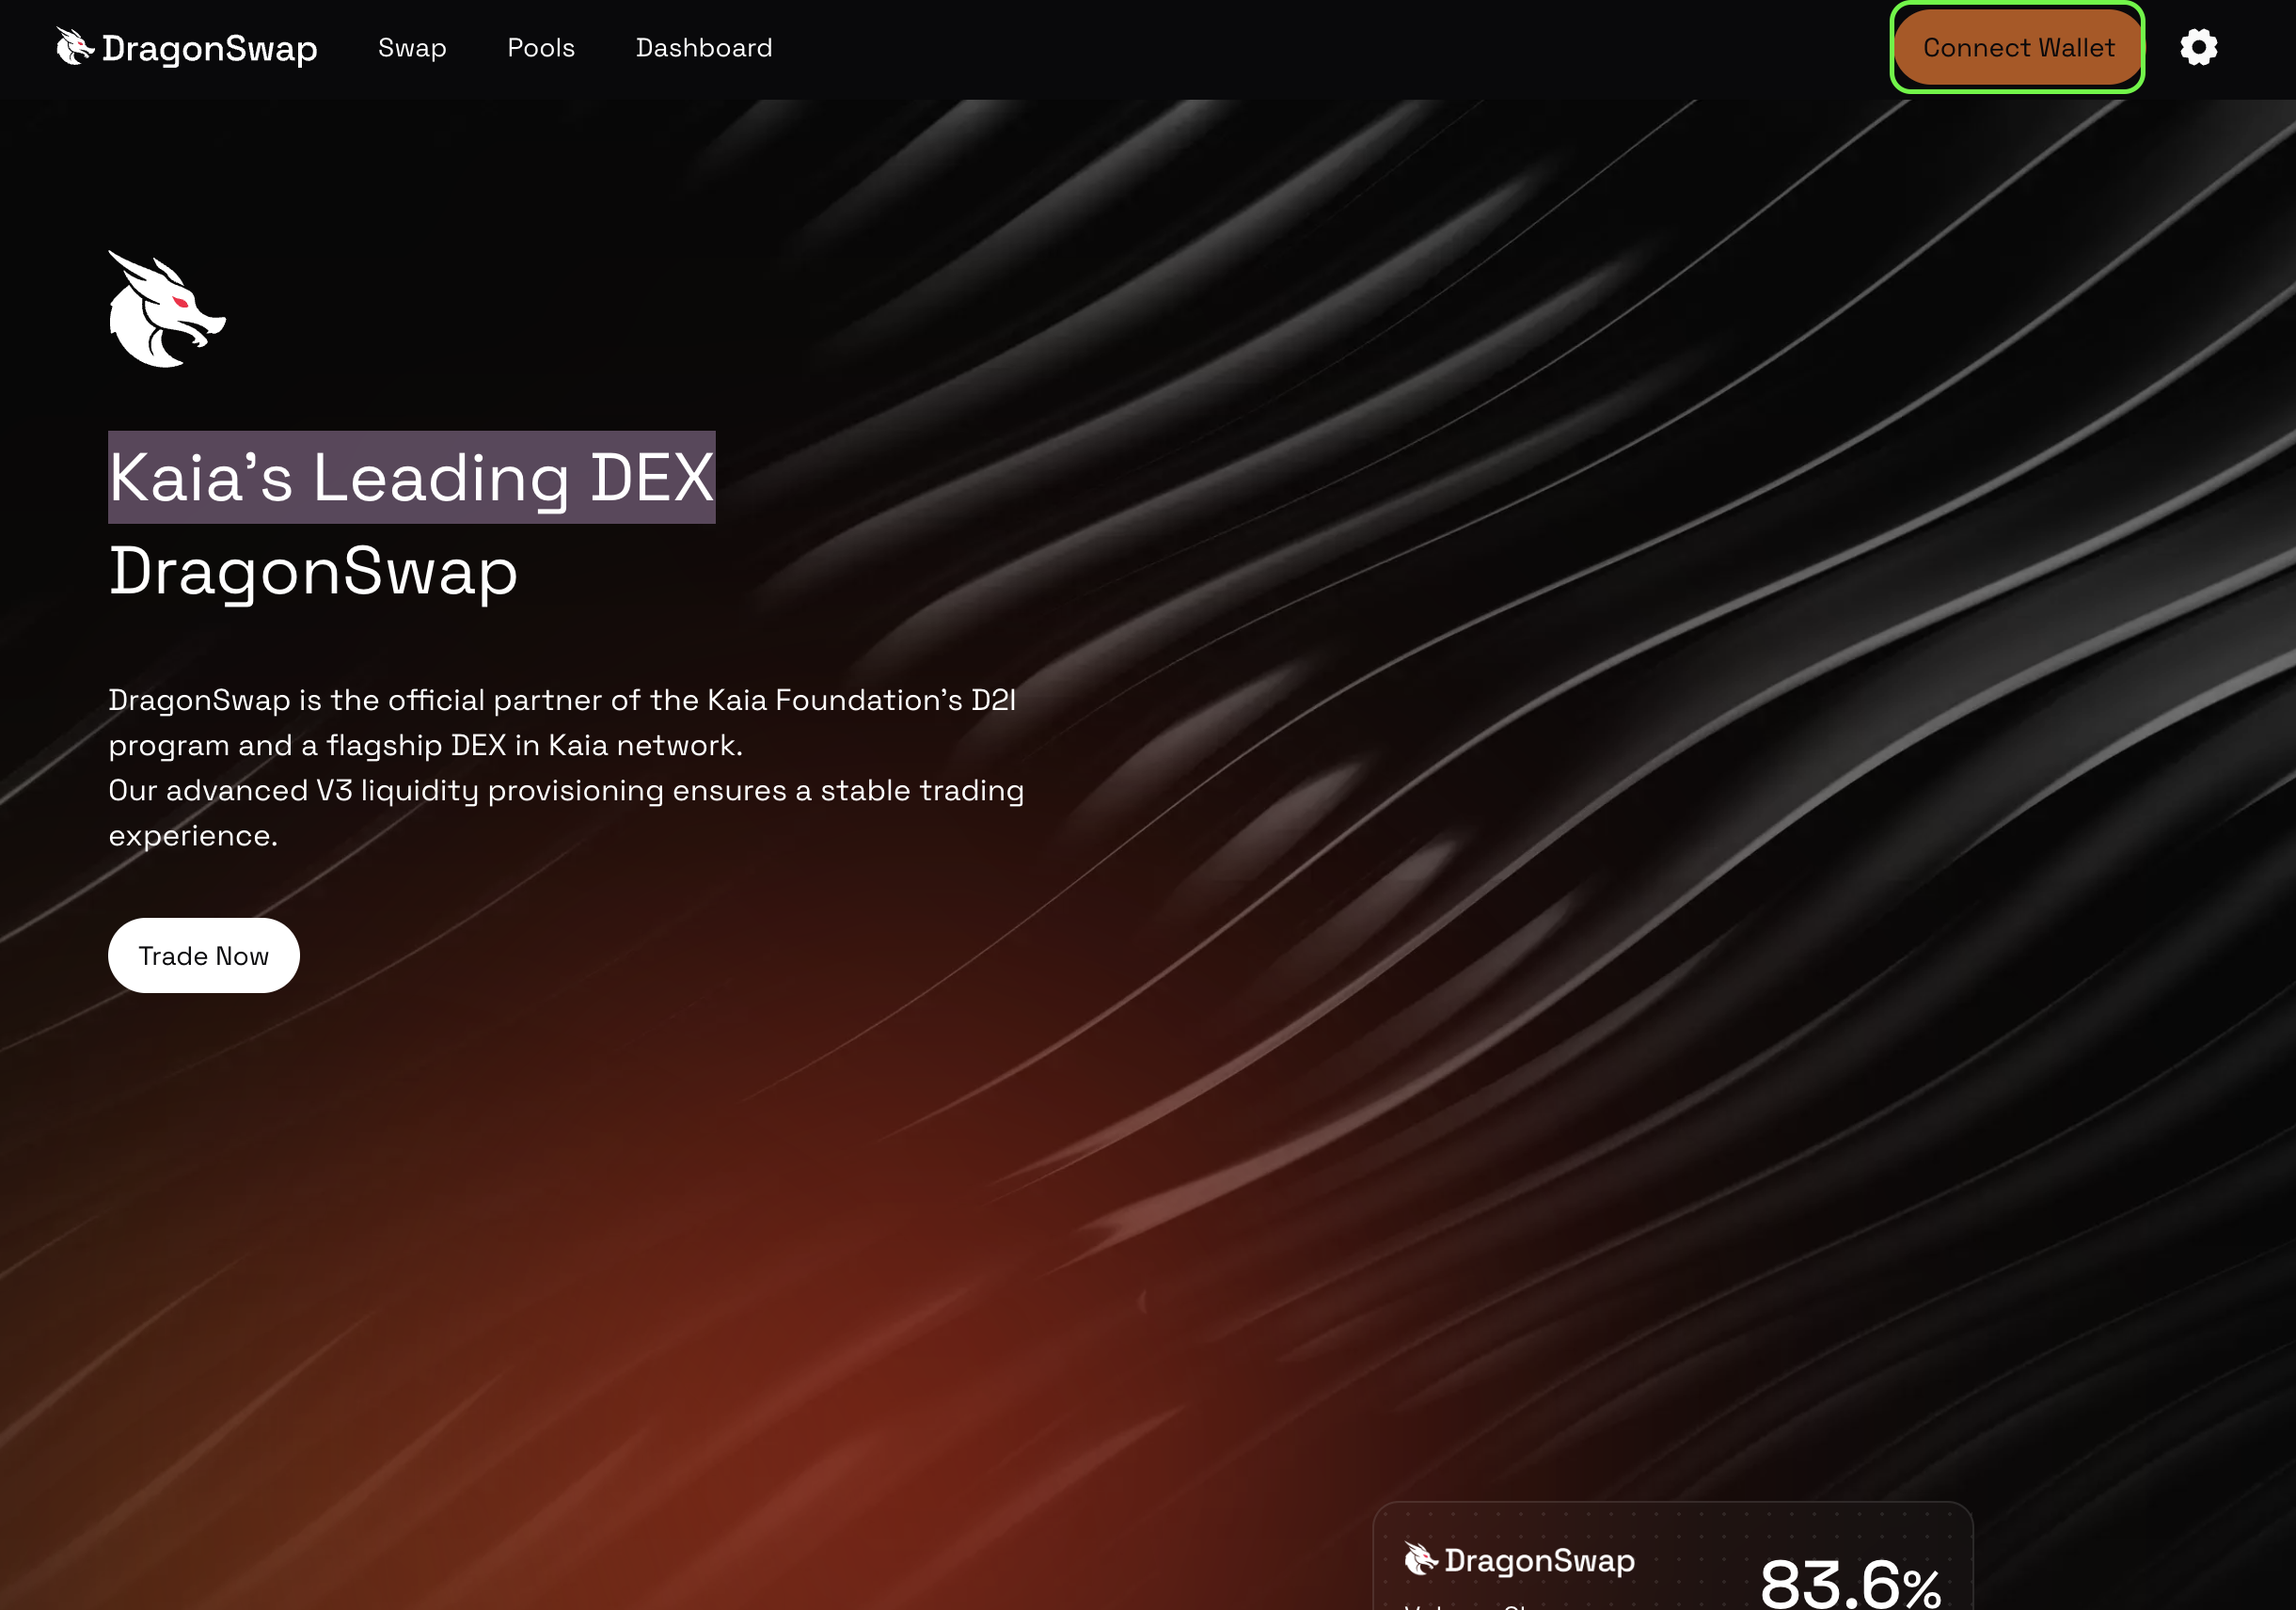 DragonSwap Swap Pools Dashboard Connect Wallet
Kaia's Leading DEX
DragonSwap
DragonSwap is the official partner of the Kaia Foundation's D2I
program and a flagship DEX in Kaia network.
Our advanced V3 liquidity provisioning ensures a stable trading
experience.
Trade Now
DragonSwap
83.6%